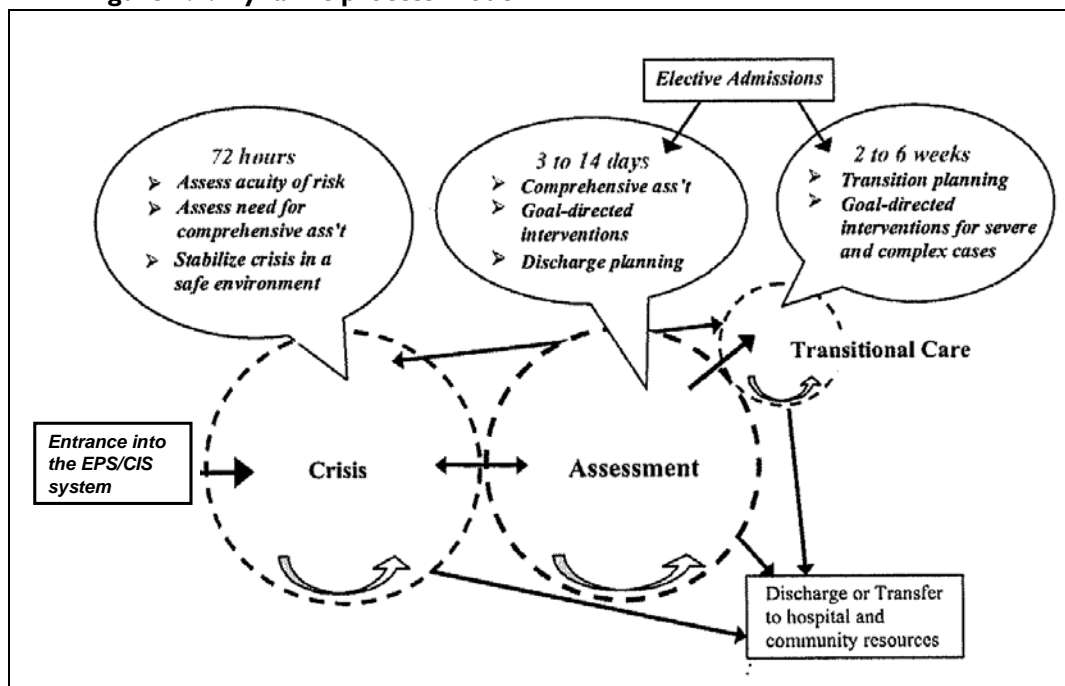 Elective Admissions
72 hours
➢ Assess acuity of risk
➢ Assess need for
comprehensive ass't
➢ Stabilize crisis in a
safe environment
3 to 14 days
➢ Comprehensive ass't
➢ Goal-directed
interventions
➢ Discharge planning
2 to 6 weeks
➢ Transition planning
➢ Goal-directed
interventions for severe
and complex cases
Transitional Care
Entrance into
the EPS/CIS
system
Crisis
Assessment
Discharge or Transfer
to hospital and
community resources